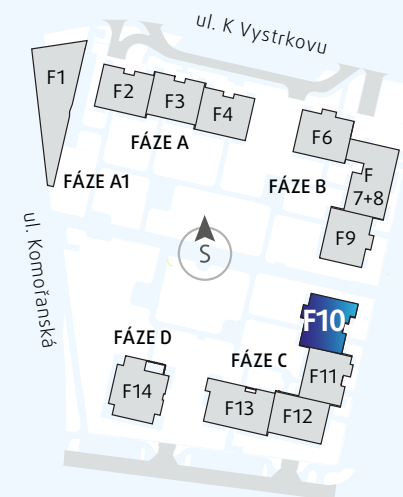 ul. K Vystrkovu
F1
F2
F3
F4
FÁZE A
F6
FÁZE A1
FÁZE B
F
7+8
F9
ul. Komořanská
S
F10
FÁZE D
FÁZE C
F11
F14
F13
F12